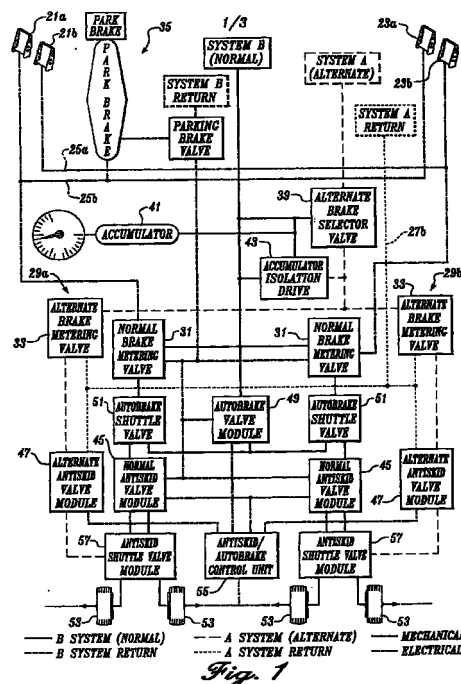 1/3
21a
21b
PARK
BRAKE
PARK BRAKE
35
SYSTEM B
(NORMAL)
SYSTEM B
RETURN
PARKING
BRAKE
VALVE
SYSTEM A
(ALTERNATE)
SYSTEM A
RETURN
23a
23b
25a
25b
41
ACCUMULATOR
39
ALTERNATE
BRAKE
SELECTOR
VALVE
27b
43
ACCUMULATOR
ISOLATION
DRIVE
29a
29b
33
ALTERNATE
BRAKE
METERING
VALVE
NORMAL
BRAKE
METERING
VALVE
31
31
NORMAL
BRAKE
METERING
VALVE
33
ALTERNATE
BRAKE
METERING
VALVE
51
AUTOBRAKE
SHUTTLE
VALVE
49
AUTOBRAKE
VALVE
MODULE
51
AUTOBRAKE
SHUTTLE
VALVE
47
ALTERNATE
ANTISKID
VALVE
MODULE
45
NORMAL
ANTISKID
VALVE
MODULE
45
NORMAL
ANTISKID
VALVE
MODULE
47
ALTERNATE
ANTISKID
VALVE
MODULE
57
ANTISKID
SHUTTLE VALVE
MODULE
ANTISKID/
AUTOBRAKE
CONTROL UNIT
55
57
ANTISKID
SHUTTLE VALVE
MODULE
53
53
53
53
B SYSTEM (NORMAL)
A SYSTEM (ALTERNATE)
MECHANICAL
B SYSTEM RETURN
A SYSTEM RETURN
ELECTRICAL
Fig. 1